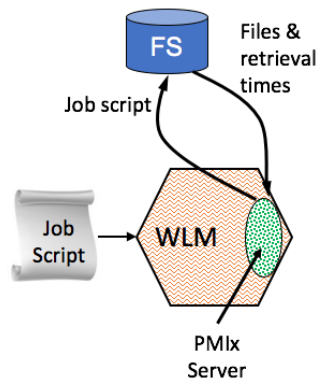 FS
Files &
retrieval
times
Job script
Job
Script
WLM
PMIx
Server